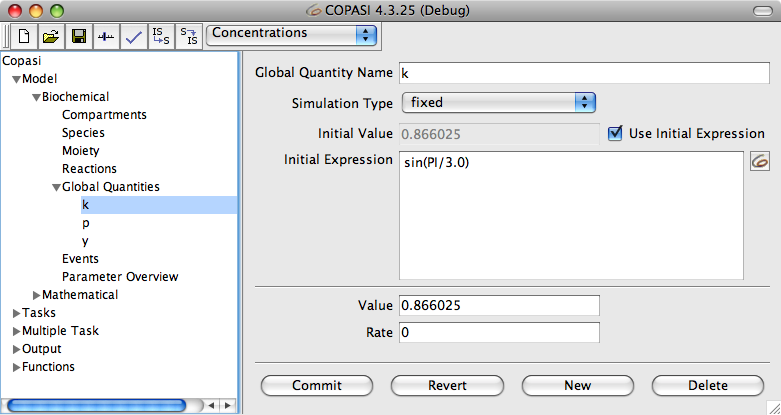 COPASI 4.3.25 (Debug)
IS S S IS Concentrations
Copasi
Model
Biochemical
Compartments
Species
Moiety
Reactions
Global Quantities
k
p
y
Events
Parameter Overview
Mathematical
Tasks
Multiple Task
Output
Functions
Global Quantity Name k
Simulation Type fixed
Initial Value 0.866025 Use Initial Expression
Initial Expression sin(PI/3.0)
Value 0.866025
Rate 0
Commit Revert New Delete